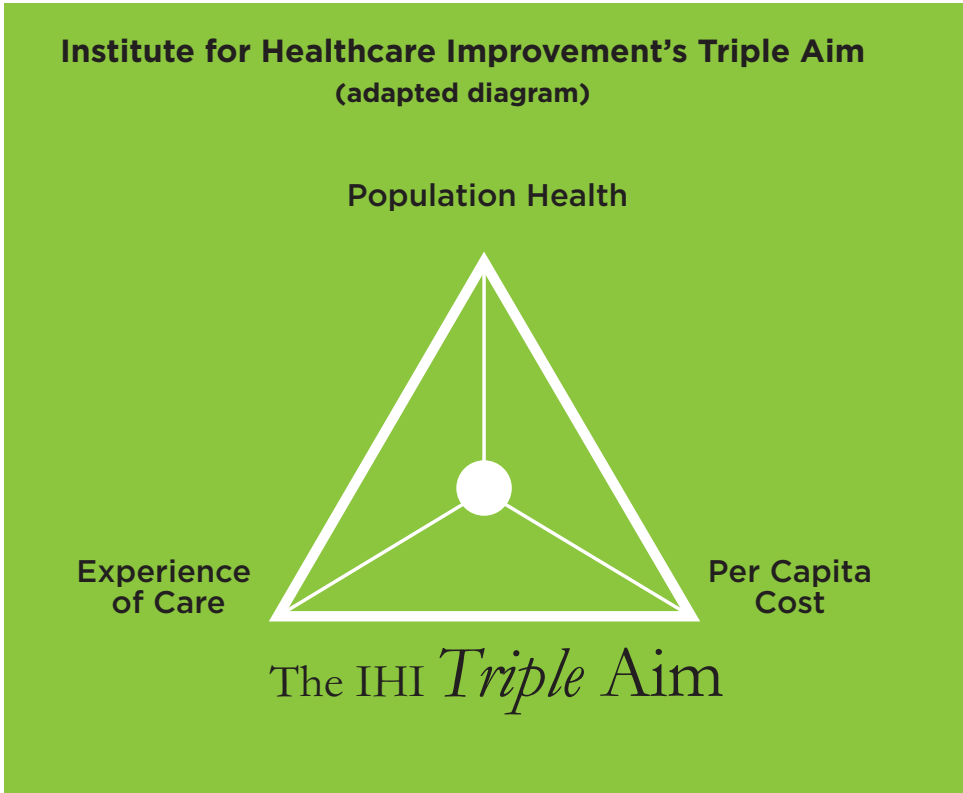 Institute for Healthcare Improvement’s Triple Aim
(adapted diagram)
Population Health
Experience
of Care
Per Capita
Cost
The IHI Triple Aim